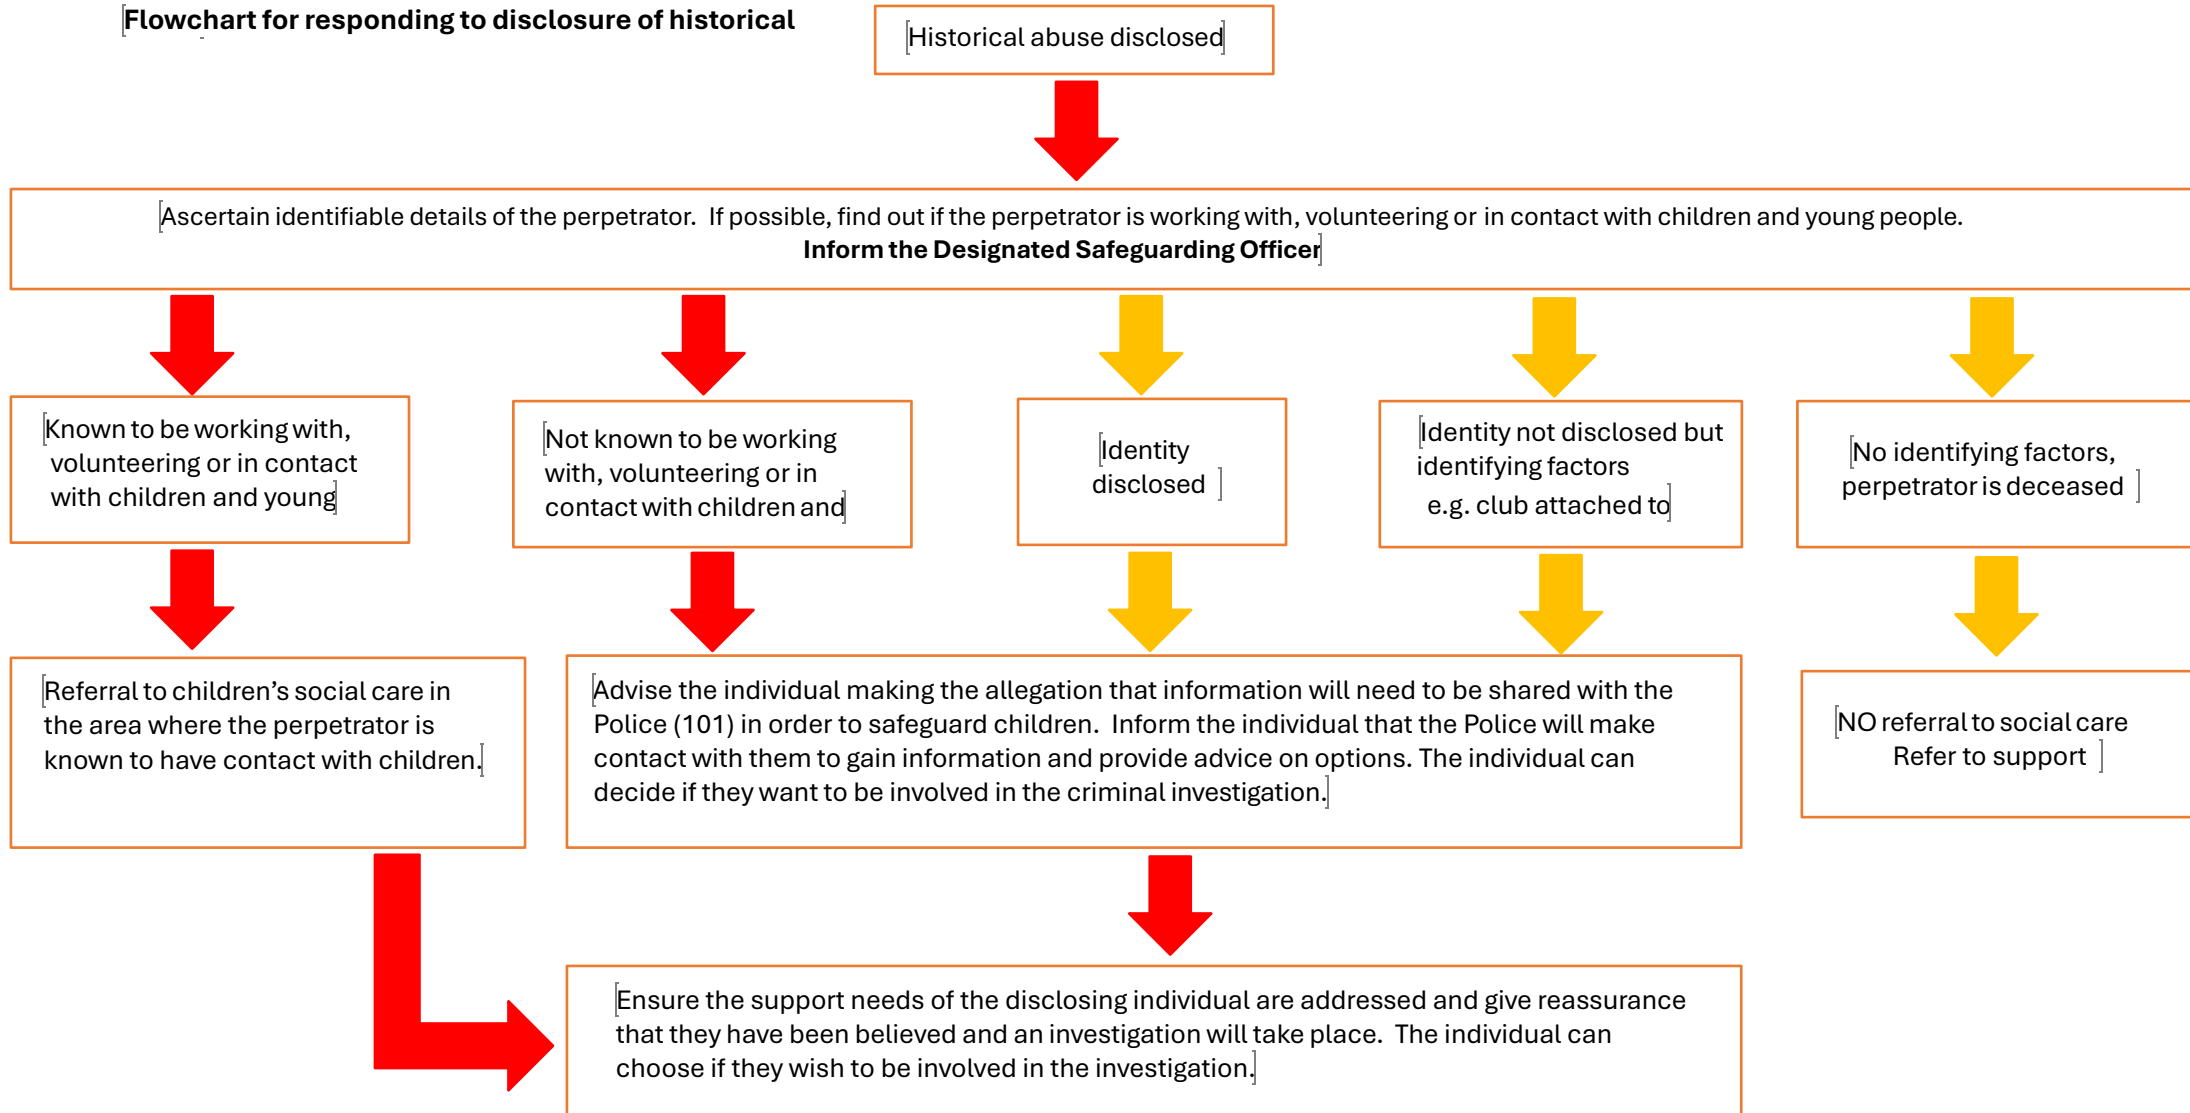 Flowchart for responding to disclosure of historical
Historical abuse disclosed
Ascertain identifiable details of the perpetrator.  If possible, find out if the perpetrator is working with, volunteering or in contact with children and young people.
Inform the Designated Safeguarding Officer
Known to be working with,
volunteering or in contact
with children and young
Not known to be working
with, volunteering or in
contact with children and
Identity
disclosed
Identity not disclosed but
identifying factors
e.g. club attached to
No identifying factors,
perpetrator is deceased
Referral to children’s social care in
the area where the perpetrator is
known to have contact with children.
Advise the individual making the allegation that information will need to be shared with the
Police (101) in order to safeguard children.  Inform the individual that the Police will make
contact with them to gain information and provide advice on options. The individual can
decide if they want to be involved in the criminal investigation.
NO referral to social care
Refer to support
Ensure the support needs of the disclosing individual are addressed and give reassurance
that they have been believed and an investigation will take place.  The individual can
choose if they wish to be involved in the investigation.